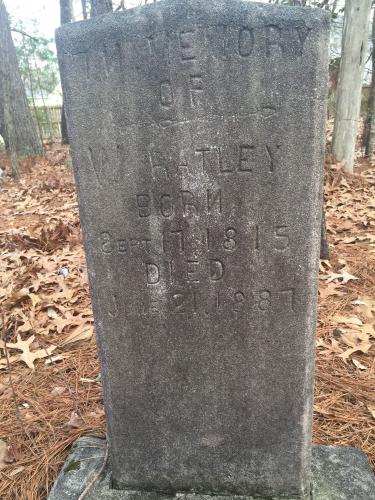 IN MEMORY
OF
W. HATLEY
BORN
SEPT 17, 1815
DIED
21, 1887